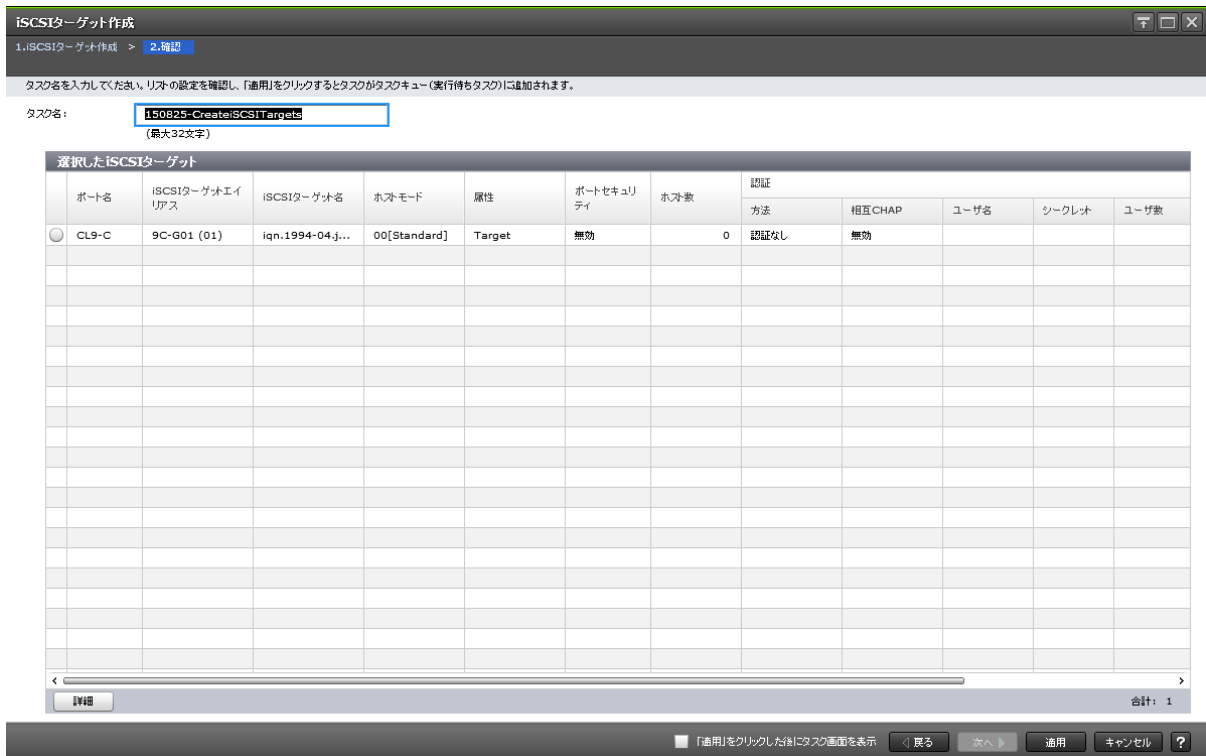 iSCSIターゲット作成
1.iSCSIターゲット作成 > 2.確認
タスク名を入力してください。リストの設定を確認し、「適用」をクリックするとタスクがタスクキュー(実行待ちタスク)に追加されます。
タスク名:
150825-CreateiSCSITargets
(最大32文字)
選択したiSCSIターゲット
ポート名 iSCSIターゲットエイリアス iSCSIターゲット名 ホストモード 属性 ポートセキュリティ ホスト数 認証
方法 相互CHAP ユーザ名 シークレット ユーザ数
CL9-C 9C-G01 (01) iqn.1994-04.j... 00[Standard] Target 無効 0 認証なし 無効
詳細 合計: 1
「適用」をクリックした後にタスク画面を表示 戻る 次へ 適用 キャンセル ?